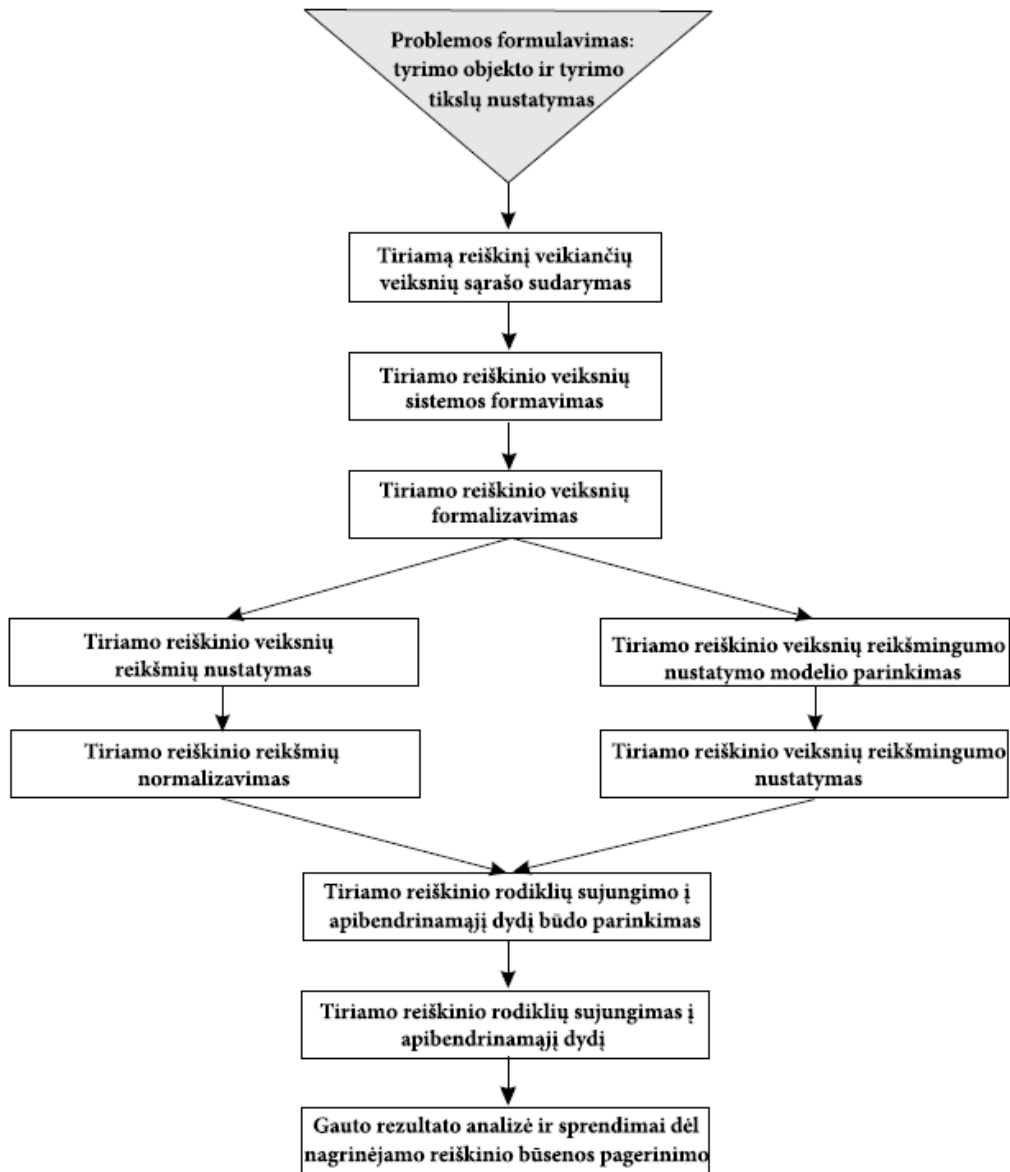 Problemos formulavimas:
tyrimo objekto ir tyrimo
tikslų nustatymas
Tiriamą reiškinį veikiančių
veiksnių sąrašo sudarymas
Tiriamo reiškinio veiksnių
sistemos formavimas
Tiriamo reiškinio veiksnių
formalizavimas
Tiriamo reiškinio veiksnių
reikšmių nustatymas
Tiriamo reiškinio veiksnių reikšmingumo
nustatymo modelio parinkimas
Tiriamo reiškinio reikšmių
normalizavimas
Tiriamo reiškinio veiksnių reikšmingumo
nustatymas
Tiriamo reiškinio rodiklių sujungimo į
apibendrinamąjį dydį būdo parinkimas
Tiriamo reiškinio rodiklių sujungimas į
apibendrinamąjį dydį
Gauto rezultato analizė ir sprendimai dėl
nagrinėjamo reiškinio būsenos pagerinimo